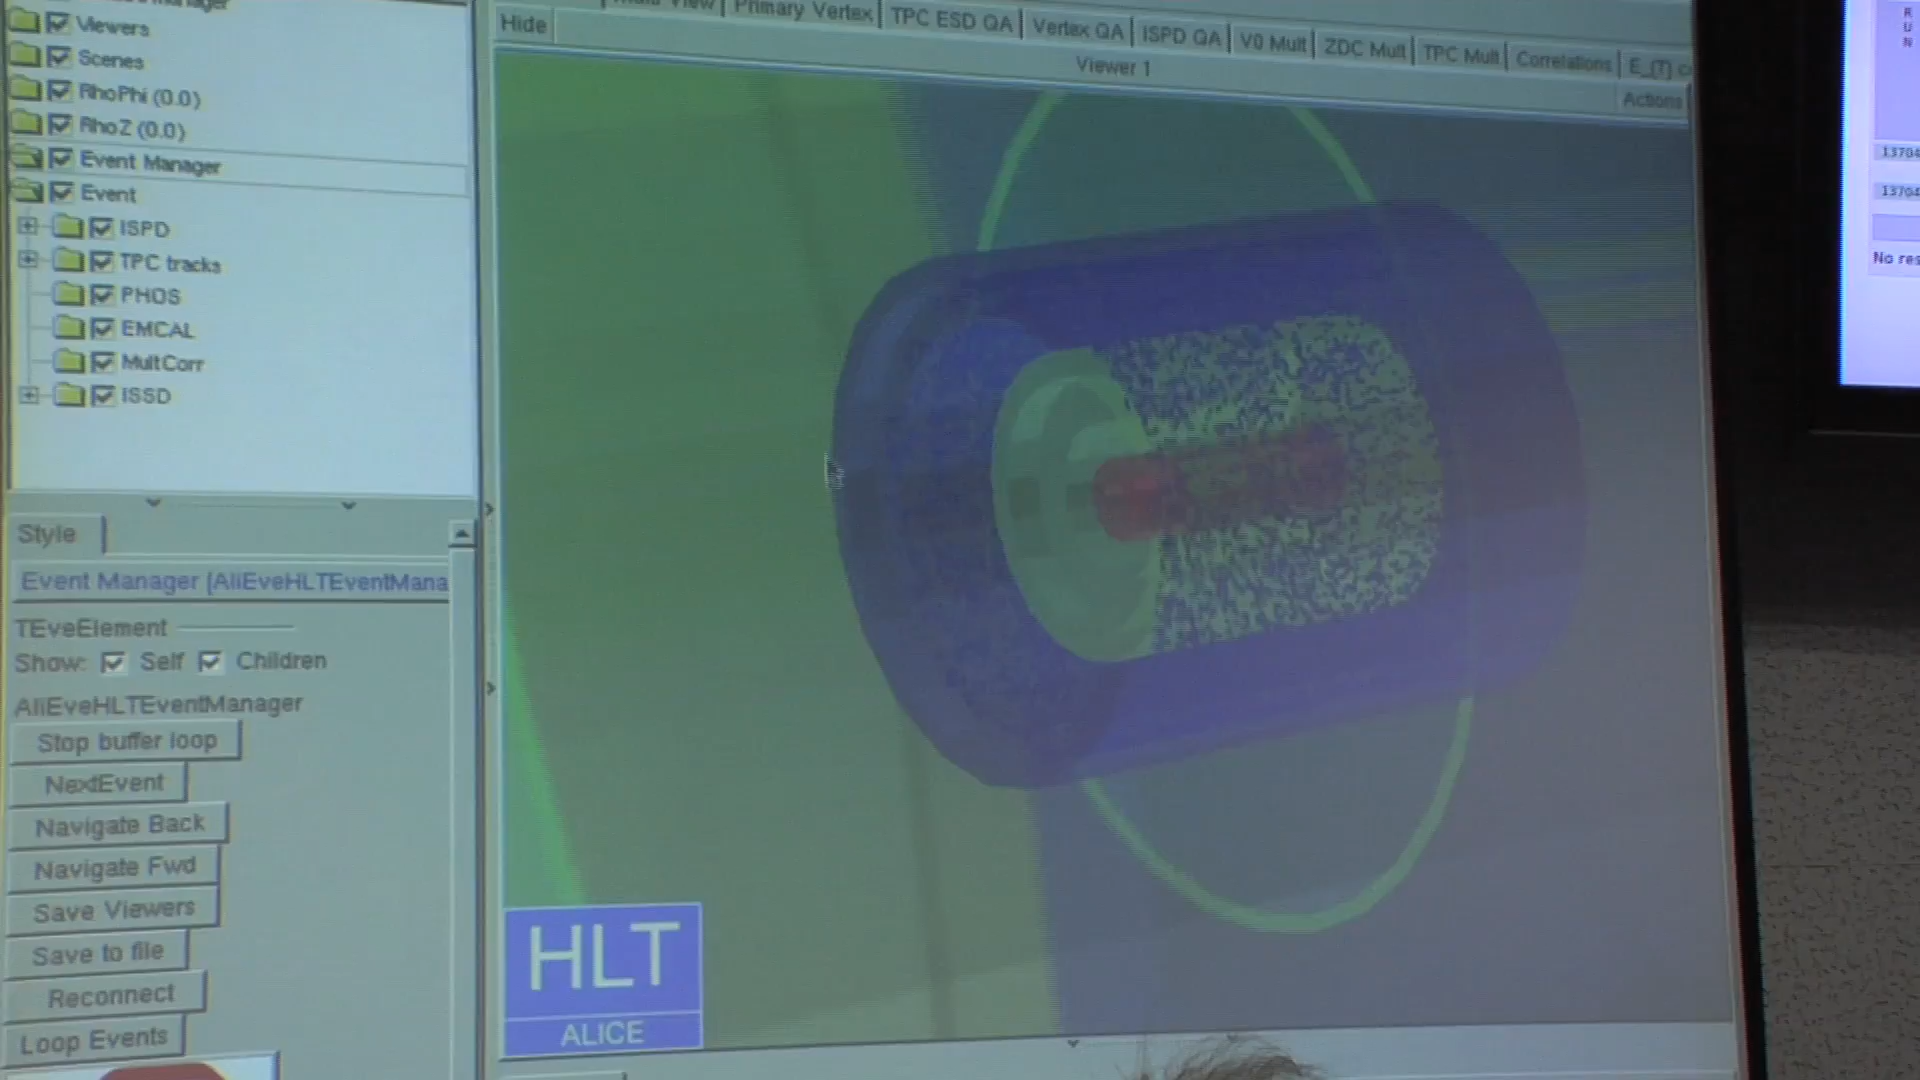 Viewers
Scenes
RhoPhi (0.0)
RhoZ (0.0)
Event Manager
Event
ISPD
TPC tracks
PHOS
EMCAL
MultCorr
ISSD
Style
Event Manager [AliEveHLTEventMana
TEveElement
Show: Self Children
AliEveHLTEventManager
Stop buffer loop
NextEvent
Navigate Back
Navigate Fwd
Save Viewers
Save to file
Reconnect
Loop Events
Hide
Primary Vertex
TPC ESD QA
Vertex QA
ISPD QA
V0 Mult
ZDC Mult
TPC Mult
Correlations
Viewer 1
Actions
HLT
ALICE
R
U
N
13704
13704
No res